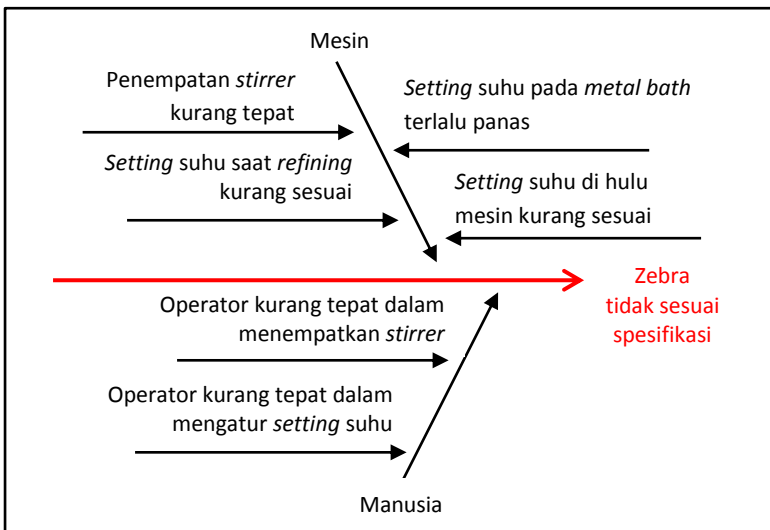 Mesin
Penempatan stirrer
kurang tepat
Setting suhu pada metal bath
terlalu panas
Setting suhu saat refining
kurang sesuai
Setting suhu di hulu
mesin kurang sesuai
Zebra
tidak sesuai
spesifikasi
Operator kurang tepat dalam
menempatkan stirrer
Operator kurang tepat dalam
mengatur setting suhu
Manusia